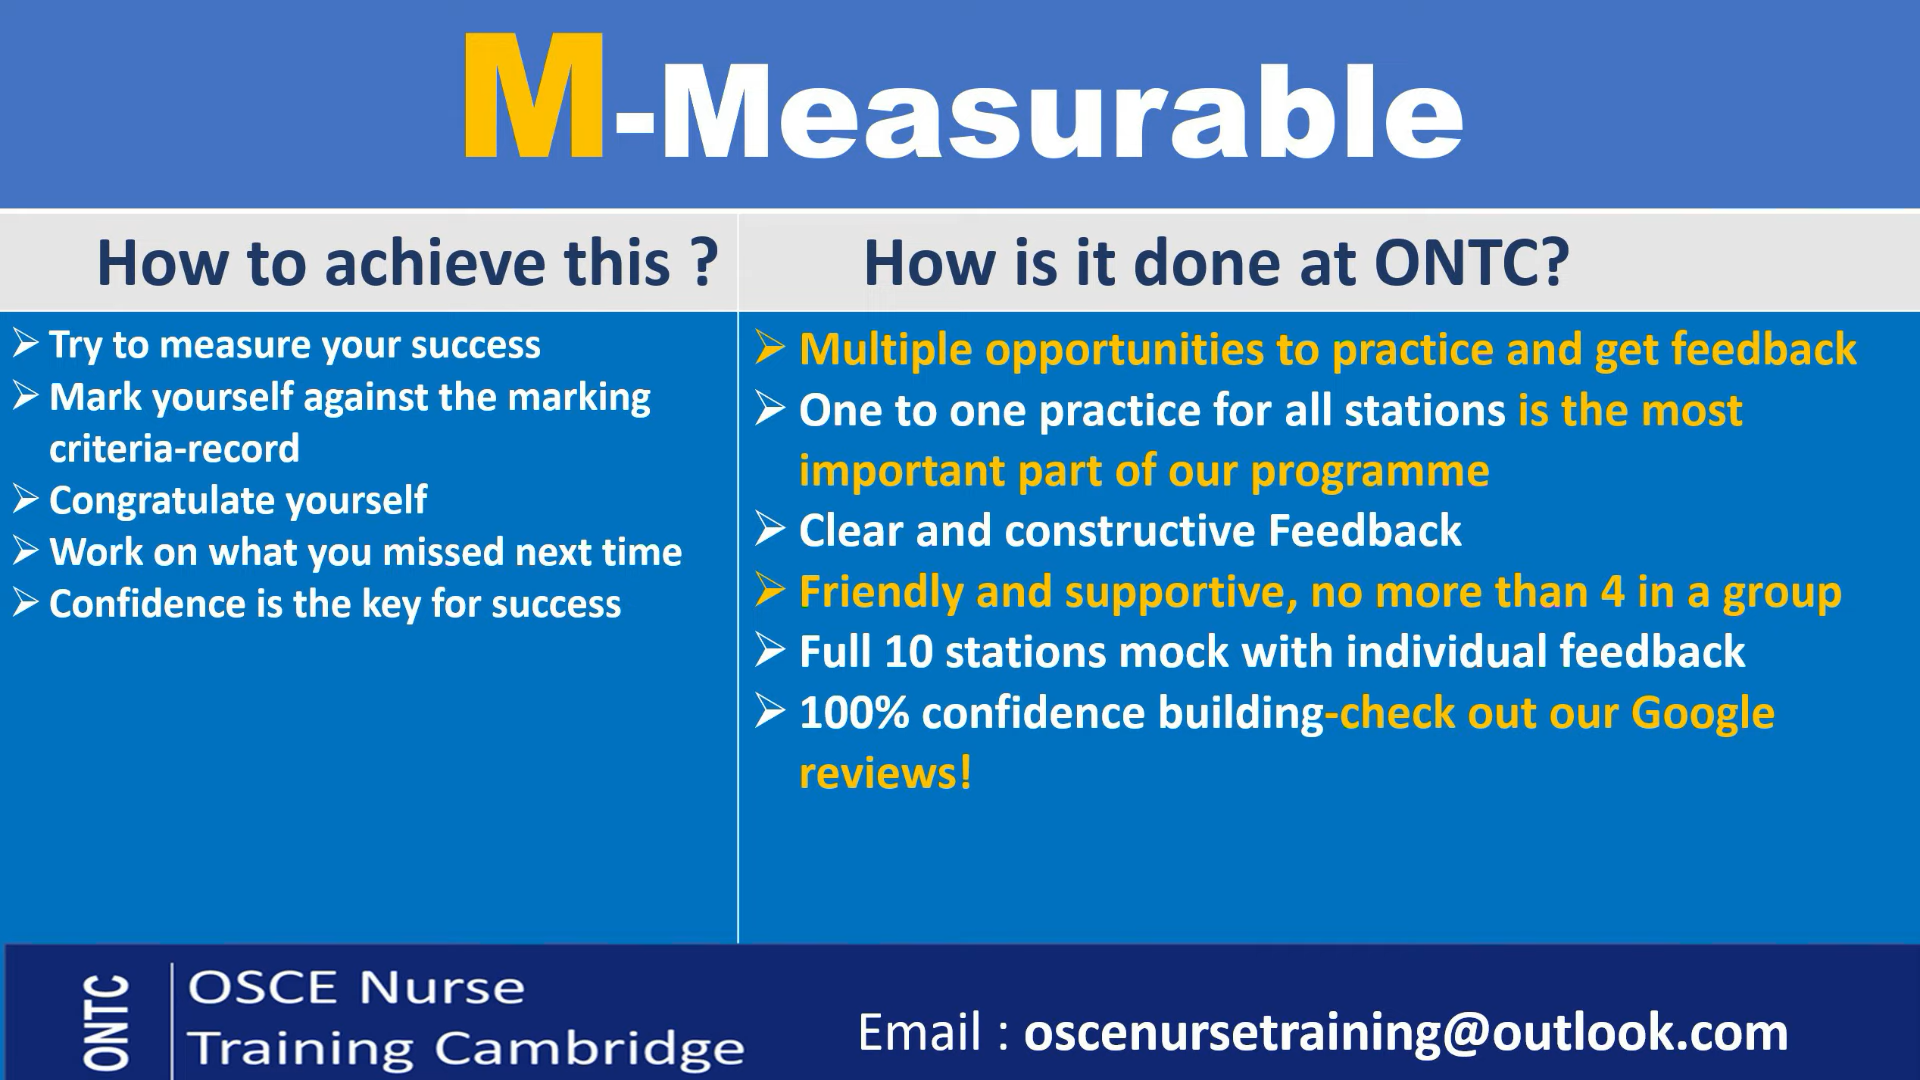 M-Measurable
How to achieve this ?
Try to measure your success
Mark yourself against the marking
criteria-record
Congratulate yourself
Work on what you missed next time
Confidence is the key for success
How is it done at ONTC?
Multiple opportunities to practice and get feedback
One to one practice for all stations is the most
important part of our programme
Clear and constructive Feedback
Friendly and supportive, no more than 4 in a group
Full 10 stations mock with individual feedback
100% confidence building-check out our Google
reviews!
ONTC
OSCE Nurse
Training Cambridge
Email : oscenursetraining@outlook.com